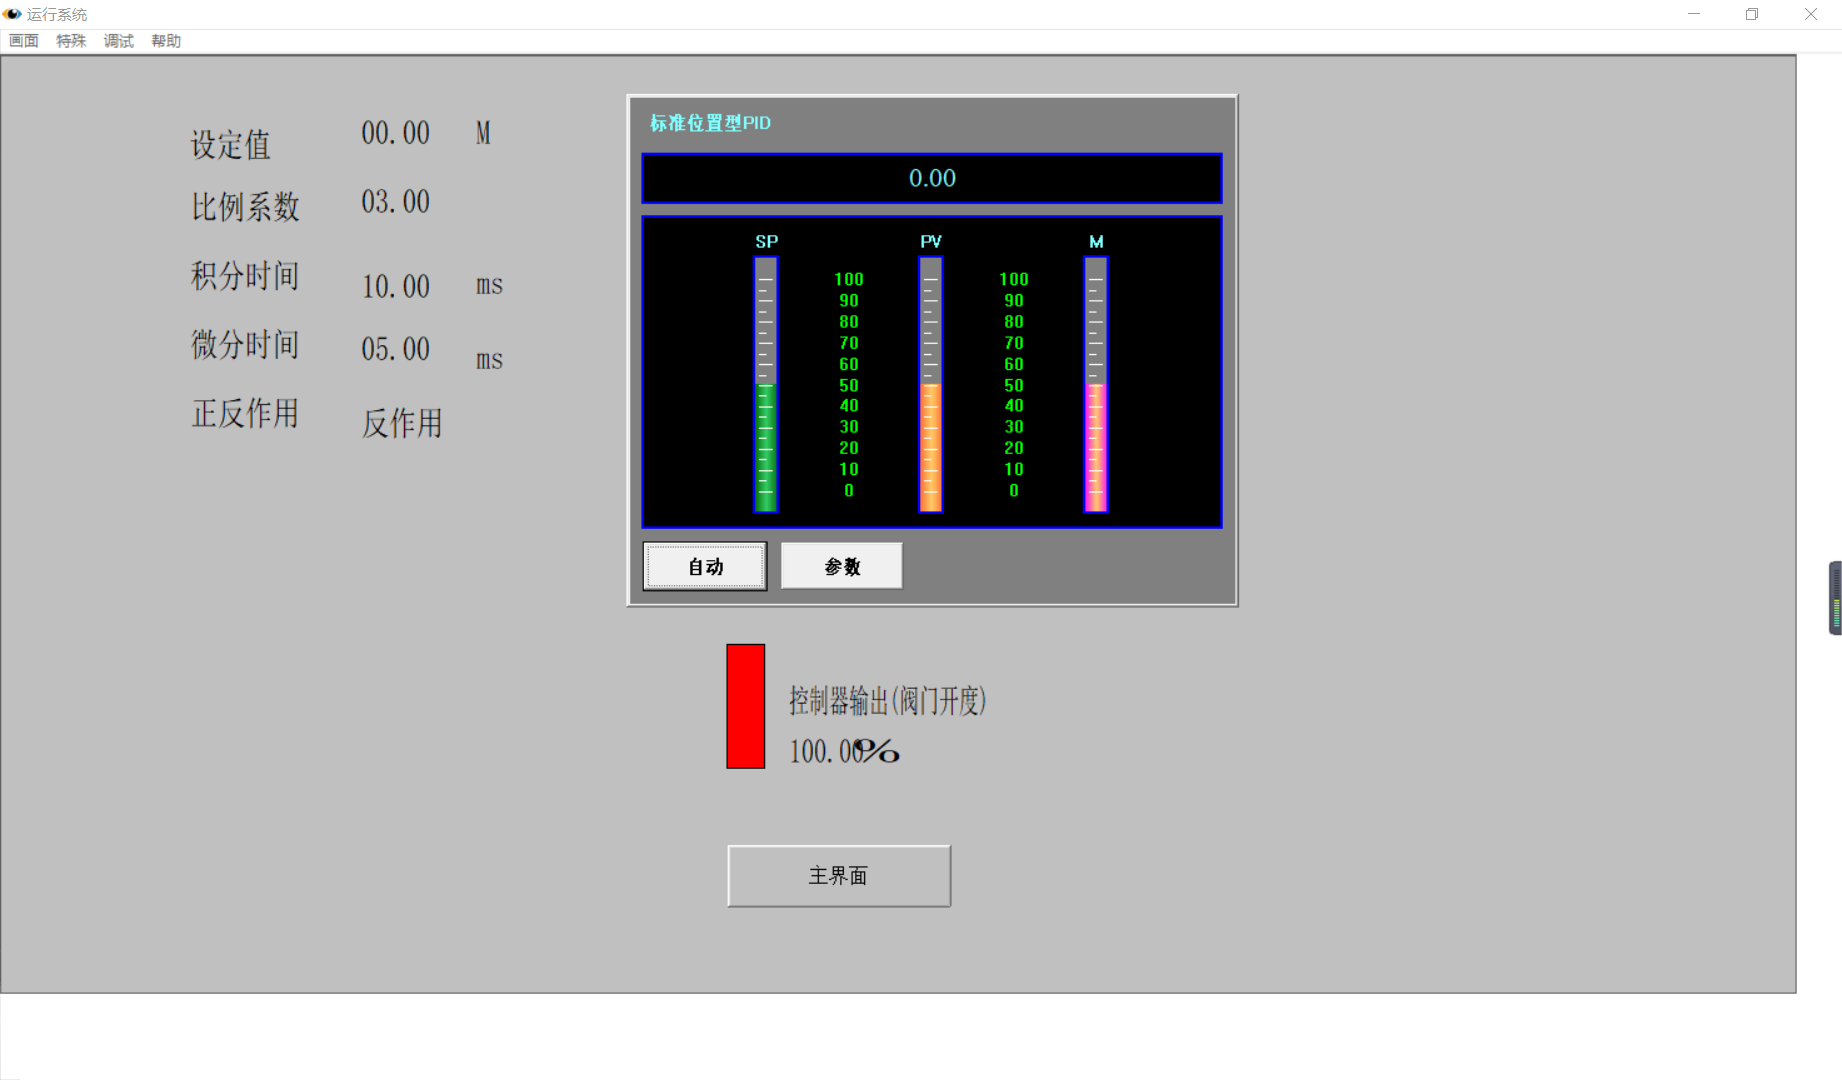 运行系统
画面 特殊 调试 帮助
设定值 00.00 M
比例系数 03.00
积分时间 10.00 ms
微分时间 05.00 ms
正反作用 反作用
标准位置型PID
0.00
SP PV M
100 100
90 90
80 80
70 70
60 60
50 50
40 40
30 30
20 20
10 10
0 0
自动 参数
控制器输出(阀门开度)
100.00%
主界面